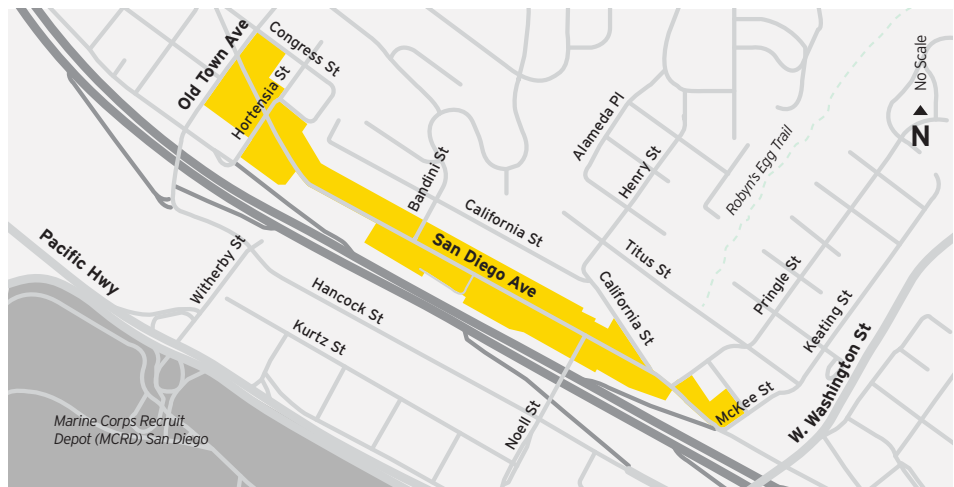 Old Town Ave
Congress St
Hortensia St
Bandini St
California St
San Diego Ave
Alameda Pl
Henry St
Titus St
California St
Robyn's Egg Trail
Pringle St
Keating St
W. Washington St
McKee St
Noell St
Witherby St
Hancock St
Kurtz St
Pacific Hwy
Marine Corps Recruit
Depot (MCRD) San Diego
No Scale
N